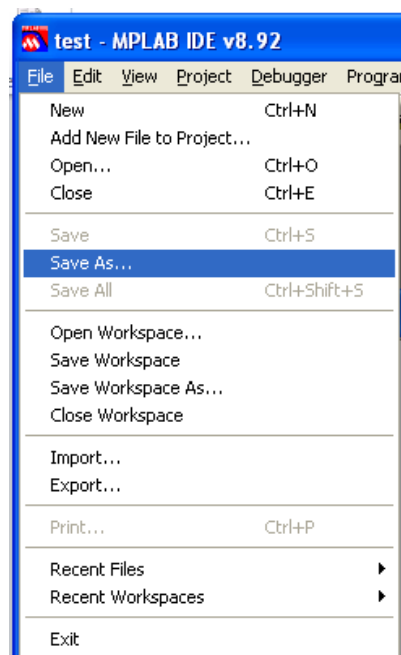 test - MPLAB IDE v8.92
File Edit View Project Debugger
New Ctrl+N
Add New File to Project...
Open... Ctrl+O
Close Ctrl+E
Save Ctrl+S
Save As...
Save All Ctrl+Shift+S
Open Workspace...
Save Workspace
Save Workspace As...
Close Workspace
Import...
Export...
Print... Ctrl+P
Recent Files
Recent Workspaces
Exit